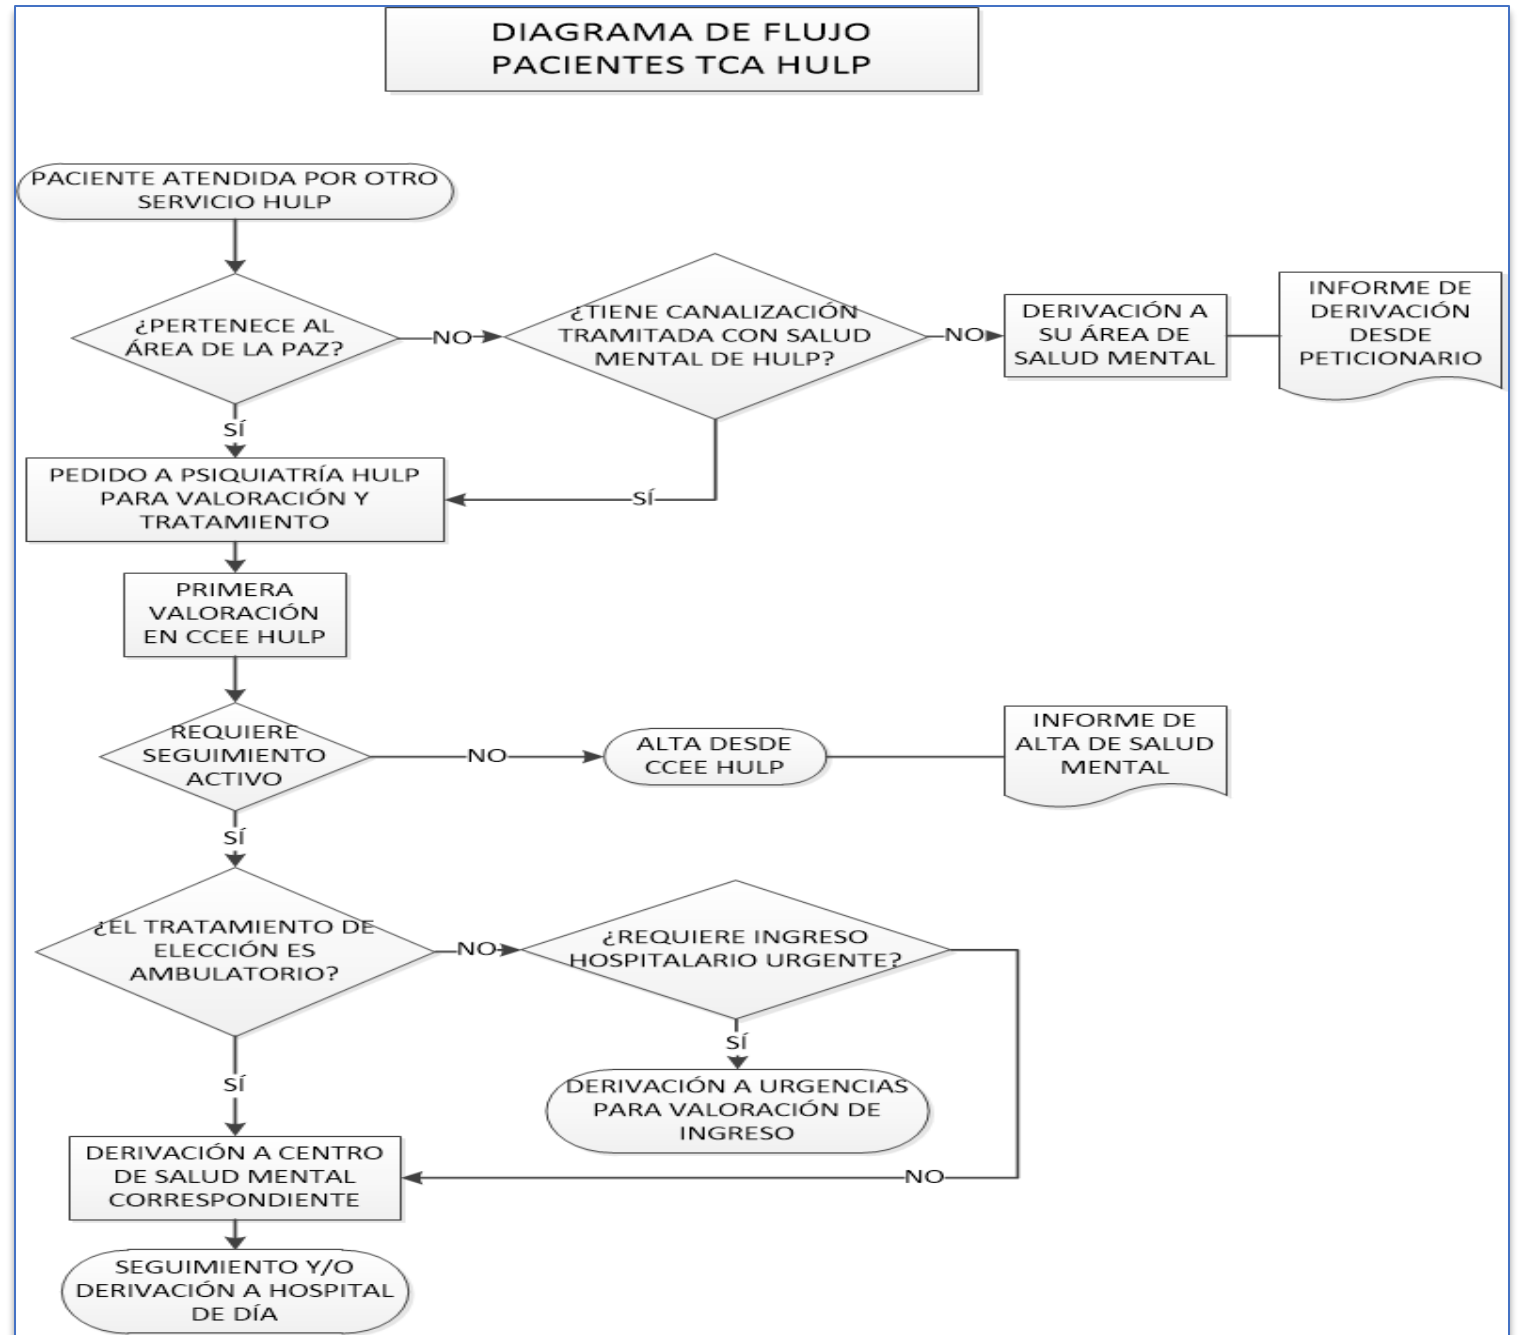 DIAGRAMA DE FLUJO
PACIENTES TCA HULP
PACIENTE ATENDIDA POR OTRO
SERVICIO HULP
¿PERTENECE AL
ÁREA DE LA PAZ?
NO
¿TIENE CANALIZACIÓN
TRAMITADA CON SALUD
MENTAL DE HULP?
NO
DERIVACIÓN A
SU ÁREA DE
SALUD MENTAL
INFORME DE
DERIVACIÓN
DESDE
PETICIONARIO
SÍ
PEDIDO A PSIQUIATRÍA HULP
PARA VALORACIÓN Y
TRATAMIENTO
SÍ
PRIMERA
VALORACIÓN
EN CCEE HULP
REQUIERE
SEGUIMIENTO
ACTIVO
NO
ALTA DESDE
CCEE HULP
INFORME DE
ALTA DE SALUD
MENTAL
SÍ
¿EL TRATAMIENTO DE
ELECCIÓN ES
AMBULATORIO?
NO
¿REQUIERE INGRESO
HOSPITALARIO URGENTE?
SÍ
DERIVACIÓN A URGENCIAS
PARA VALORACIÓN DE
INGRESO
SÍ
NO
DERIVACIÓN A CENTRO
DE SALUD MENTAL
CORRESPONDIENTE
SEGUIMIENTO Y/O
DERIVACIÓN A HOSPITAL
DE DÍA